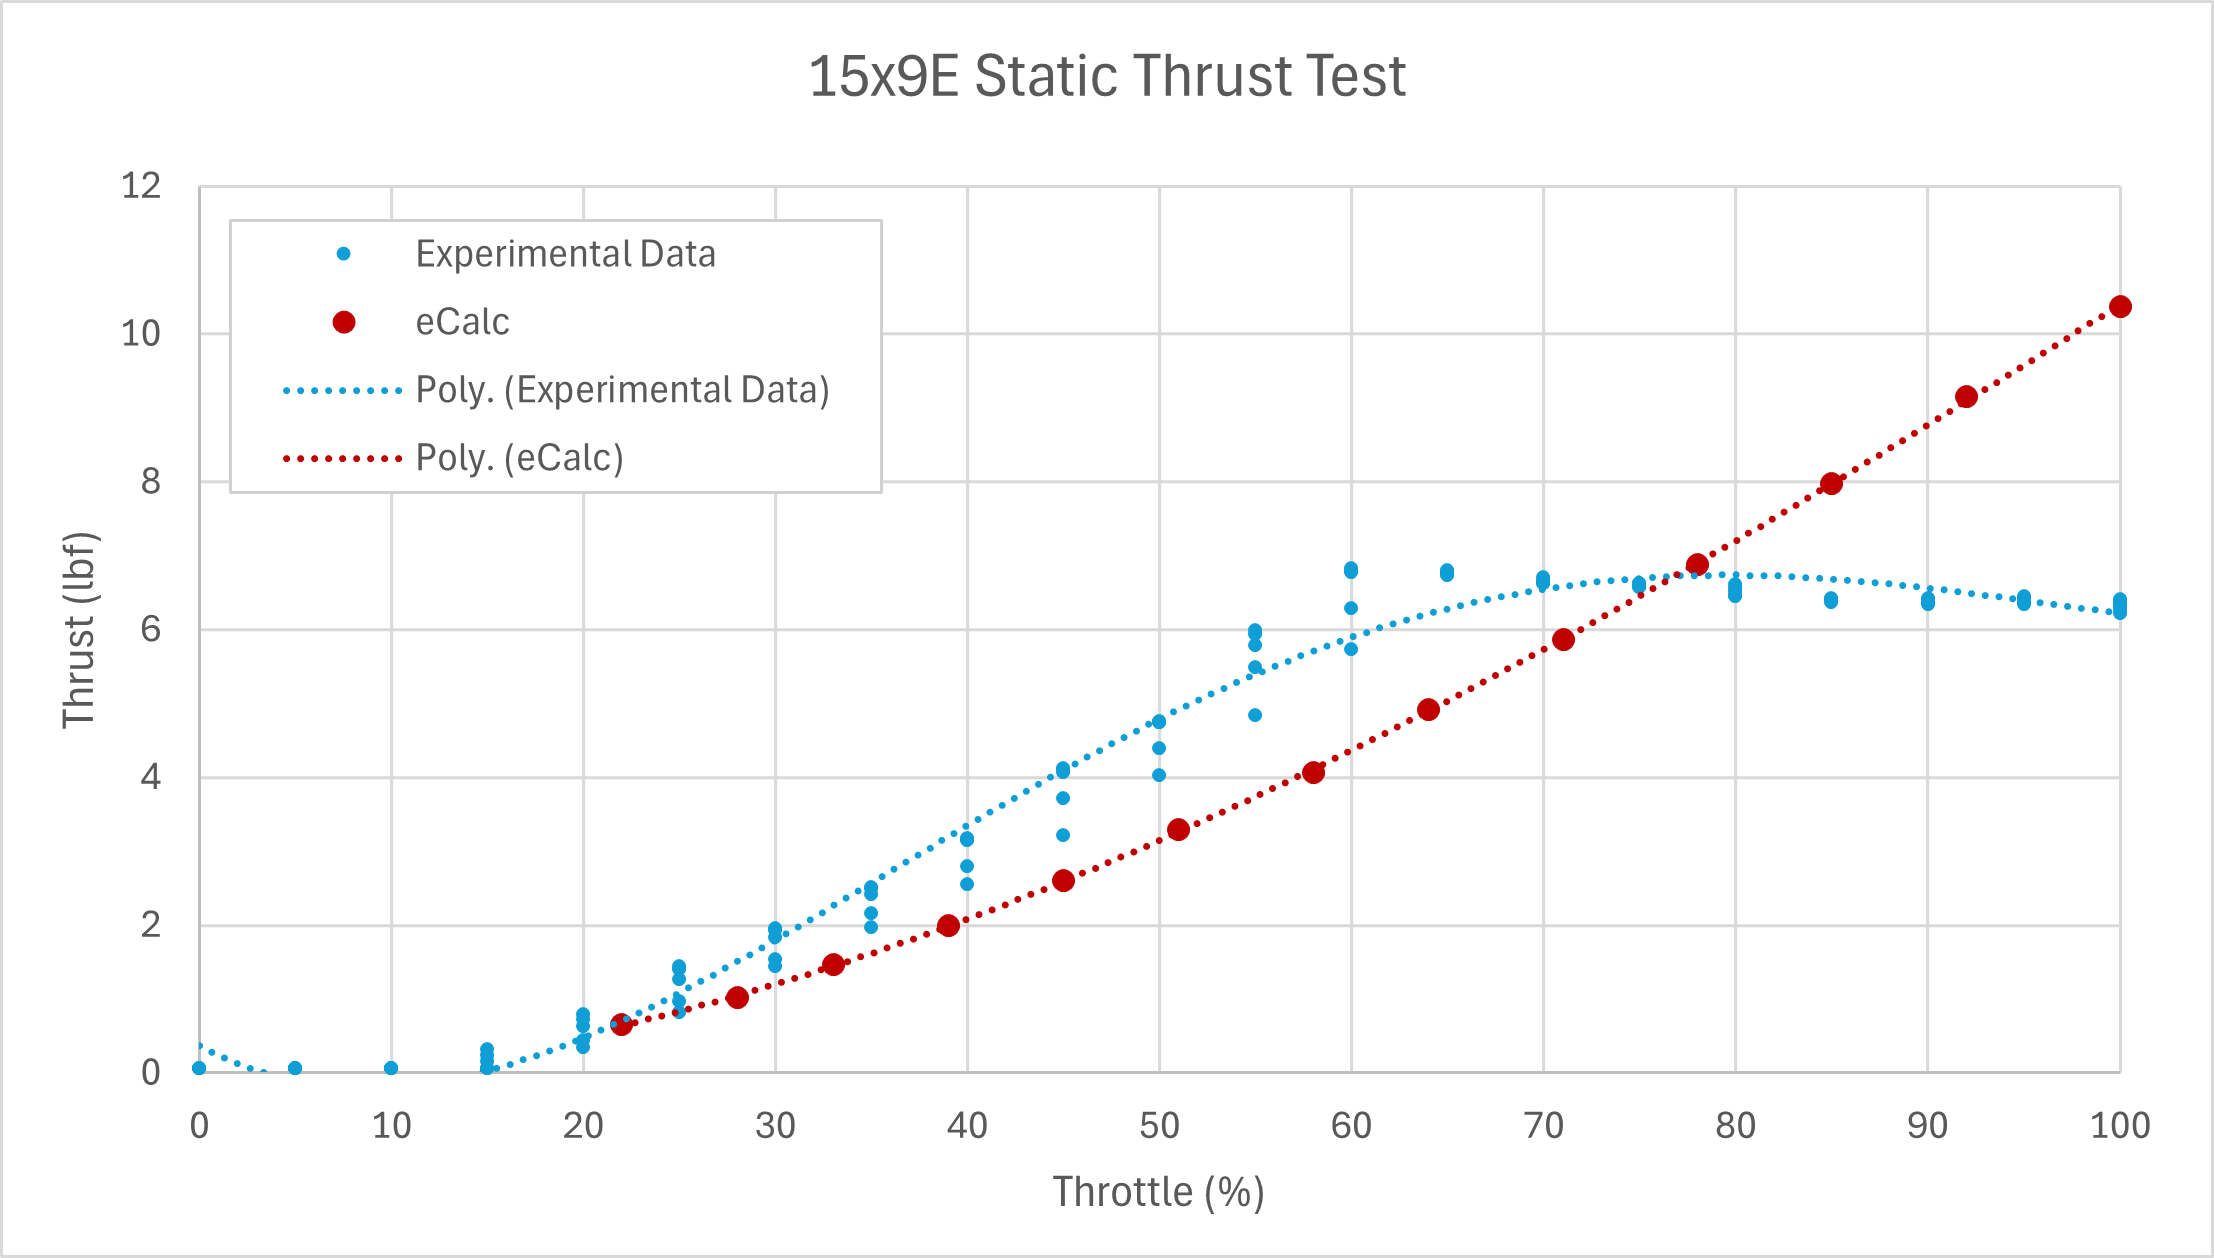 15x9E Static Thrust Test
12
10
8
6
4
2
0
Thrust (lbf)
Experimental Data
eCalc
Poly. (Experimental Data)
Poly. (eCalc)
0 10 20 30 40 50 60 70 80 90 100
Throttle (%)